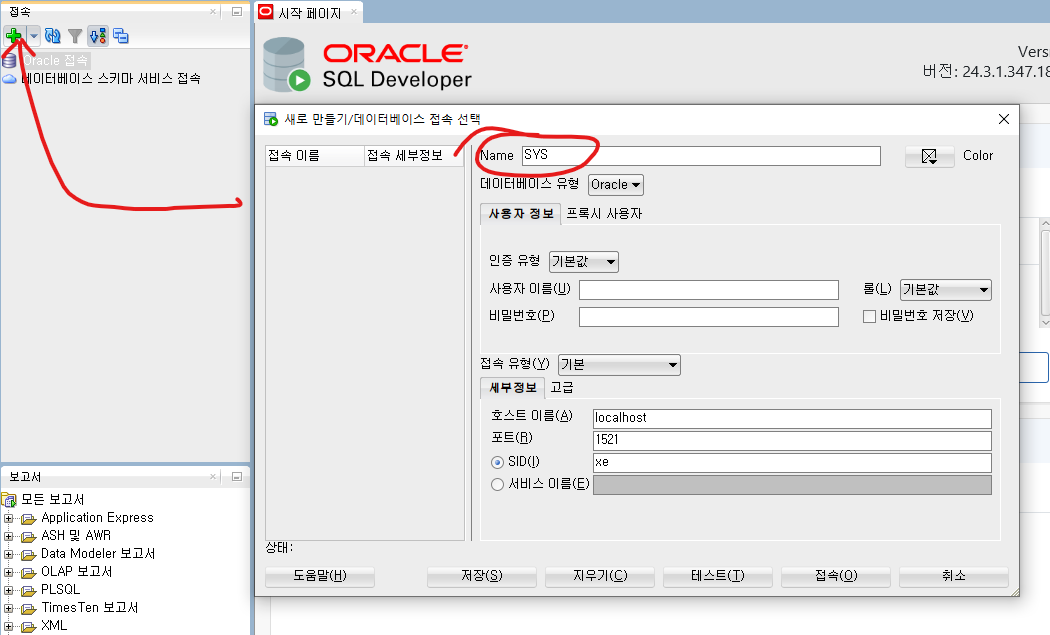 접속
Oracle 접속
데이터베이스 스키마 서비스 접속
보고서
모든 보고서
Application Express
ASH 및 AWR
Data Modeler 보고서
OLAP 보고서
PLSQL
TimesTen 보고서
XML
시작 페이지
ORACLE
SQL Developer
Vers
버전: 24.3.1.347.18
새로 만들기/데이터베이스 접속 선택
접속 이름 접속 세부정보
Name SYS Color
데이터베이스 유형 Oracle
사용자 정보 프록시 사용자
인증 유형 기본값
사용자 이름(U) 롤(L) 기본값
비밀번호(P) 비밀번호 저장(V)
접속 유형(Y) 기본
세부정보 고급
호스트 이름(A) localhost
포트(R) 1521
SID(I) xe
서비스 이름(E)
상태:
도움말(H) 저장(S) 지우기(C) 테스트(T) 접속(O) 취소